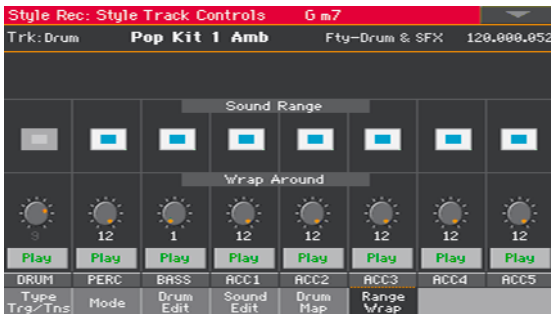 Style Rec: Style Track Controls G m7
Trk: Drum Pop Kit 1 Amb Fty-Drum & SFX 120.000.052
Sound Range
Wrap Around
9 12 1 12 12 12 12 12
Play Play Play Play Play Play Play Play
DRUM PERC BASS ACC1 ACC2 ACC3 ACC4 ACC5
Type Mode Drum Sound Drum Range
Trg/Tns Edit Edit Map Wrap